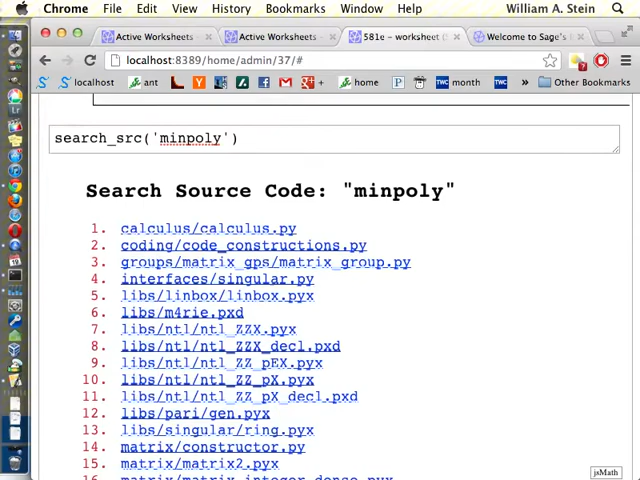 Chrome File Edit View History Bookmarks Window Help William A. Stein
Active Worksheets - Active Worksheets - 581e - worksheet ( Welcome to Sage's
localhost:8389/home/admin/37/#
localhost ant home month Other Bookmarks
search_src('minpoly')
Search Source Code: "minpoly"
1. calculus/calculus.py
2. coding/code_constructions.py
3. groups/matrix_gps/matrix_group.py
4. interfaces/singular.py
5. libs/linbox/linbox.pyx
6. libs/m4rie.pxd
7. libs/ntl/ntl_ZZX.pyx
8. libs/ntl/ntl_ZZX_decl.pxd
9. libs/ntl/ntl_ZZ_pEX.pyx
10. libs/ntl/ntl_ZZ_pX.pyx
11. libs/ntl/ntl_ZZ_pX_decl.pxd
12. libs/pari/gen.pyx
13. libs/singular/ring.pyx
14. matrix/constructor.py
15. matrix/matrix2.pyx
16. matrix/matrix_integer_dense.pyx
jsMath